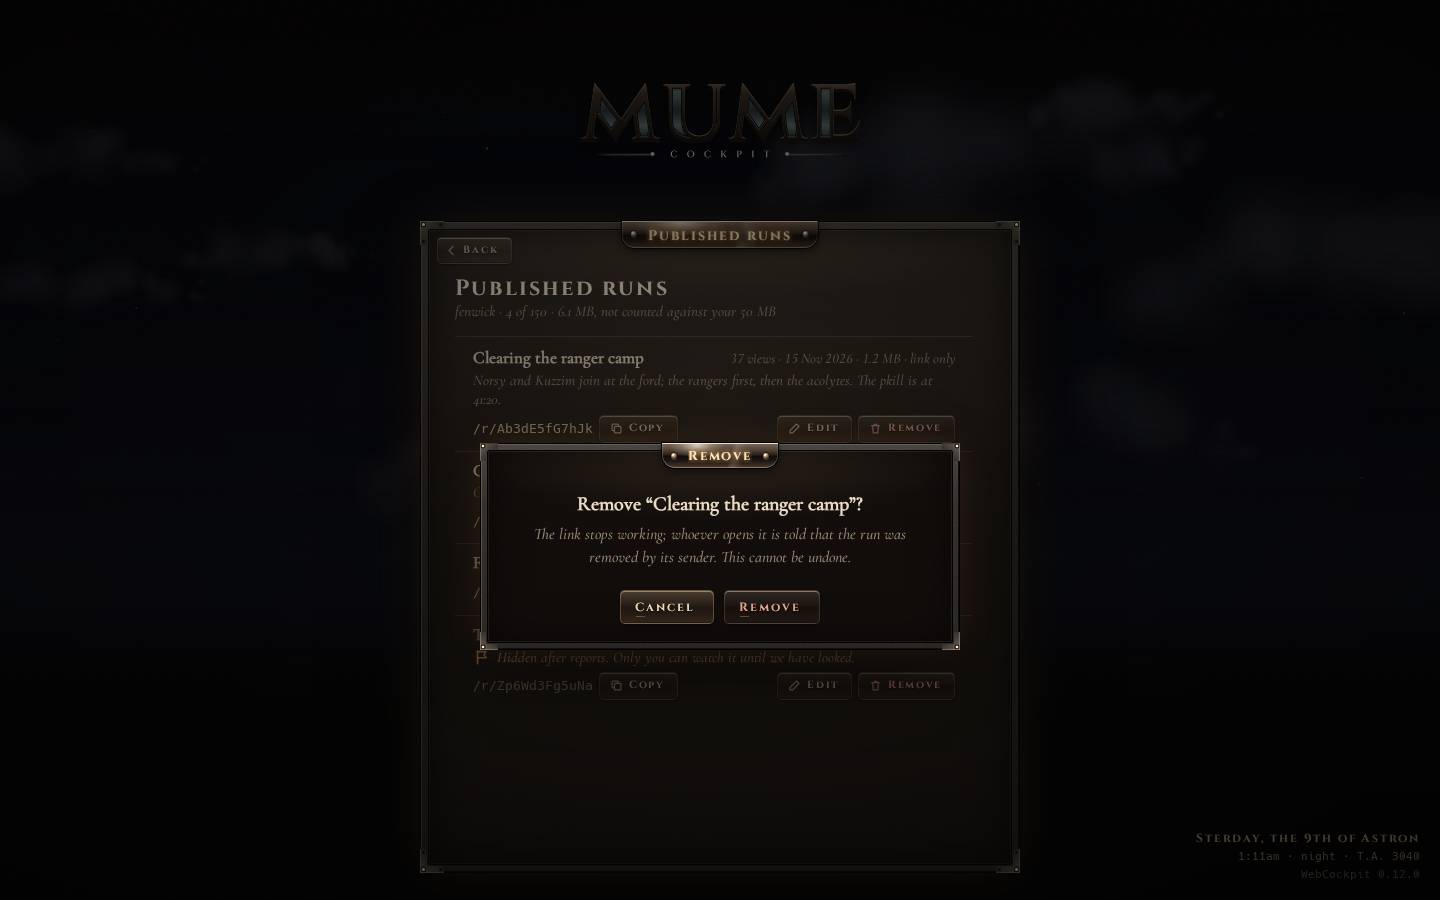 MUME
COCKPIT
PUBLISHED RUNS
BACK
PUBLISHED RUNS
fenwick · 4 of 150 · 6.1 MB, not counted against your 50 MB
Clearing the ranger camp
37 views · 15 Nov 2026 · 1.2 MB · link only
Norsy and Kuzzim join at the ford; the rangers first, then the acolytes. The pkill is at
41:20.
/r/Ab3dE5fG7hJk
COPY
EDIT
REMOVE
REMOVE
Remove “Clearing the ranger camp”?
The link stops working; whoever opens it is told that the run was
removed by its sender. This cannot be undone.
CANCEL
REMOVE
Hidden after reports. Only you can watch it until we have looked.
/r/Zp6Wd3Fg5uNa
COPY
EDIT
REMOVE
STERDAY, THE 9TH OF ASTRON
1:11am · night · T.A. 3040
WebCockpit 0.12.0